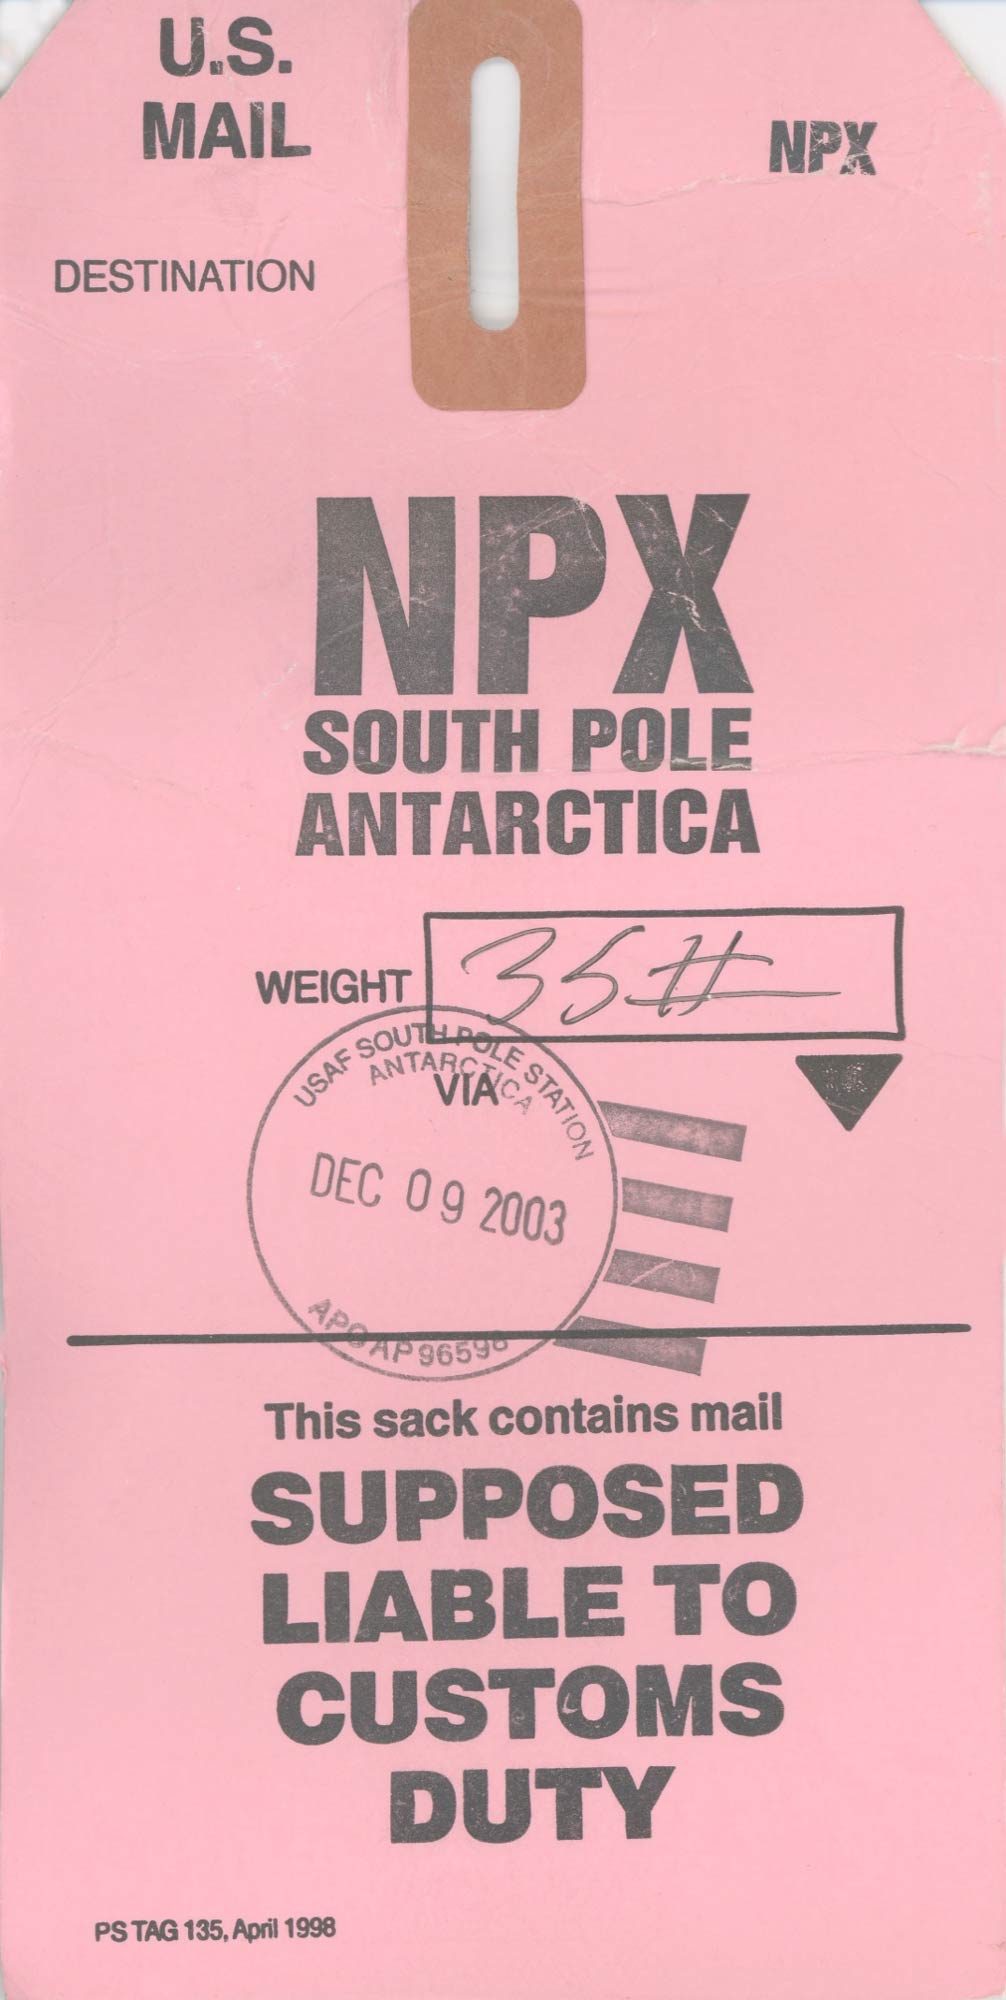 U.S.
MAIL
NPX
DESTINATION
NPX
SOUTH POLE
ANTARCTICA
WEIGHT 35#
USAF SOUTH POLE STATION
ANTARCTICA
VIA
DEC 09 2003
APO AP 96598
This sack contains mail
SUPPOSED
LIABLE TO
CUSTOMS
DUTY
PS TAG 135, April 1998